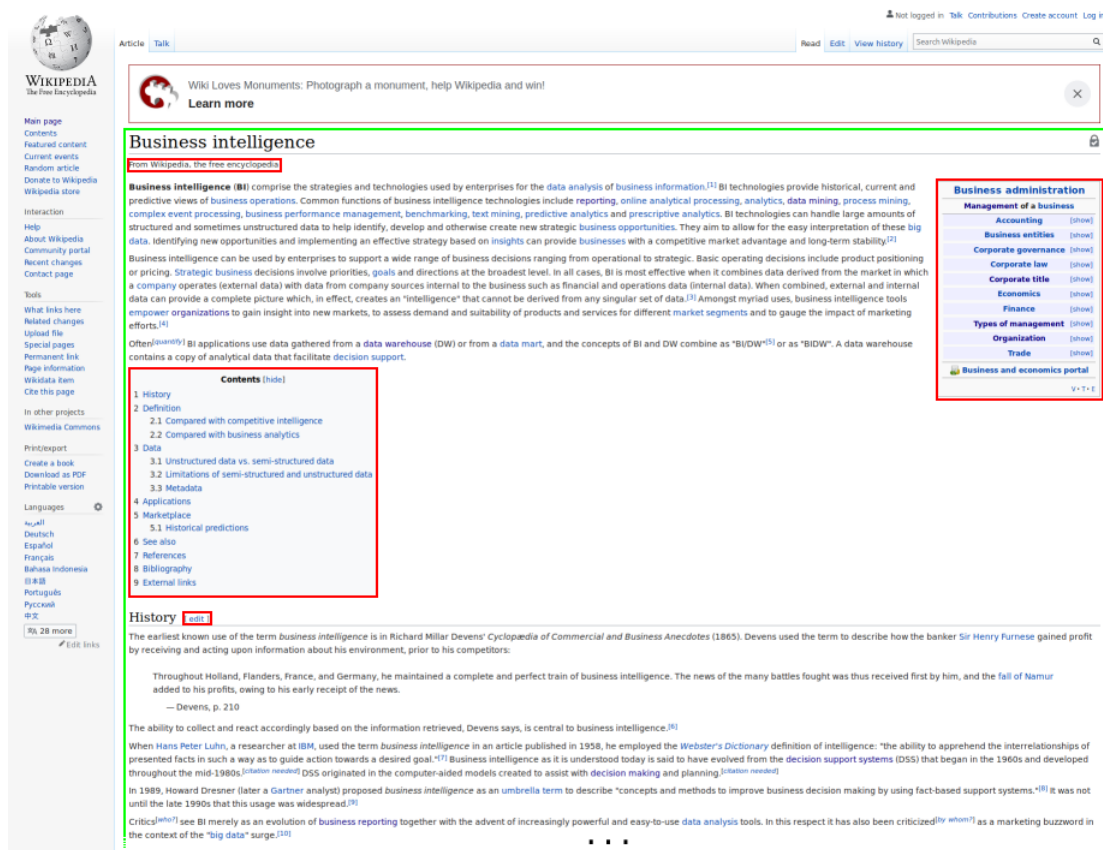 Not logged in Talk Contributions Create account Log in
Article Talk
Read Edit View history Search Wikipedia
WIKIPEDIA
The Free Encyclopedia
Main page
Contents
Featured content
Current events
Random article
Donate to Wikipedia
Wikipedia store
Interaction
Help
About Wikipedia
Community portal
Recent changes
Contact page
Tools
What links here
Related changes
Upload file
Special pages
Permanent link
Page information
Wikidata item
Cite this page
In other projects
Wikimedia Commons
Print/export
Create a book
Download as PDF
Printable version
Languages
العربية
Deutsch
Español
Français
Bahasa Indonesia
日本語
Português
Русский
中文
28 more
Edit links
Wiki Loves Monuments: Photograph a monument, help Wikipedia and win!
Learn more
Business intelligence
From Wikipedia, the free encyclopedia
Business intelligence (BI) comprise the strategies and technologies used by enterprises for the data analysis of business information.[1] BI technologies provide historical, current and
predictive views of business operations. Common functions of business intelligence technologies include reporting, online analytical processing, analytics, data mining, process mining,
complex event processing, business performance management, benchmarking, text mining, predictive analytics and prescriptive analytics. BI technologies can handle large amounts of
structured and sometimes unstructured data to help identify, develop and otherwise create new strategic business opportunities. They aim to allow for the easy interpretation of these big
data. Identifying new opportunities and implementing an effective strategy based on insights can provide businesses with a competitive market advantage and long-term stability.[2]
Business intelligence can be used by enterprises to support a wide range of business decisions ranging from operational to strategic. Basic operating decisions include product positioning
or pricing. Strategic business decisions involve priorities, goals and directions at the broadest level. In all cases, BI is most effective when it combines data derived from the market in which
a company operates (external data) with data from company sources internal to the business such as financial and operations data (internal data). When combined, external and internal
data can provide a complete picture which, in effect, creates an "intelligence" that cannot be derived from any singular set of data.[3] Amongst myriad uses, business intelligence tools
empower organizations to gain insight into new markets, to assess demand and suitability of products and services for different market segments and to gauge the impact of marketing
efforts.[4]
Often[quantify] BI applications use data gathered from a data warehouse (DW) or from a data mart, and the concepts of BI and DW combine as "BI/DW"[5] or as "BIDW". A data warehouse
contains a copy of analytical data that facilitate decision support.
Business administration
Management of a business
Accounting [show]
Business entities [show]
Corporate governance [show]
Corporate law [show]
Corporate title [show]
Economics [show]
Finance [show]
Types of management [show]
Organization [show]
Trade [show]
Business and economics portal
V • T • E
Contents [hide]
1 History
2 Definition
2.1 Compared with competitive intelligence
2.2 Compared with business analytics
3 Data
3.1 Unstructured data vs. semi-structured data
3.2 Limitations of semi-structured and unstructured data
3.3 Metadata
4 Applications
5 Marketplace
5.1 Historical predictions
6 See also
7 References
8 Bibliography
9 External links
History [ edit ]
The earliest known use of the term business intelligence is in Richard Millar Devens' Cyclopædia of Commercial and Business Anecdotes (1865). Devens used the term to describe how the banker Sir Henry Furnese gained profit
by receiving and acting upon information about his environment, prior to his competitors:
Throughout Holland, Flanders, France, and Germany, he maintained a complete and perfect train of business intelligence. The news of the many battles fought was thus received first by him, and the fall of Namur
added to his profits, owing to his early receipt of the news.
— Devens, p. 210
The ability to collect and react accordingly based on the information retrieved, Devens says, is central to business intelligence.[6]
When Hans Peter Luhn, a researcher at IBM, used the term business intelligence in an article published in 1958, he employed the Webster's Dictionary definition of intelligence: "the ability to apprehend the interrelationships of
presented facts in such a way as to guide action towards a desired goal."[7] Business intelligence as it is understood today is said to have evolved from the decision support systems (DSS) that began in the 1960s and developed
throughout the mid-1980s.[citation needed] DSS originated in the computer-aided models created to assist with decision making and planning.[citation needed]
In 1989, Howard Dresner (later a Gartner analyst) proposed business intelligence as an umbrella term to describe "concepts and methods to improve business decision making by using fact-based support systems."[8] It was not
until the late 1990s that this usage was widespread.[9]
Critics[who?] see BI merely as an evolution of business reporting together with the advent of increasingly powerful and easy-to-use data analysis tools. In this respect it has also been criticized[by whom?] as a marketing buzzword in
the context of the "big data" surge.[10]
...